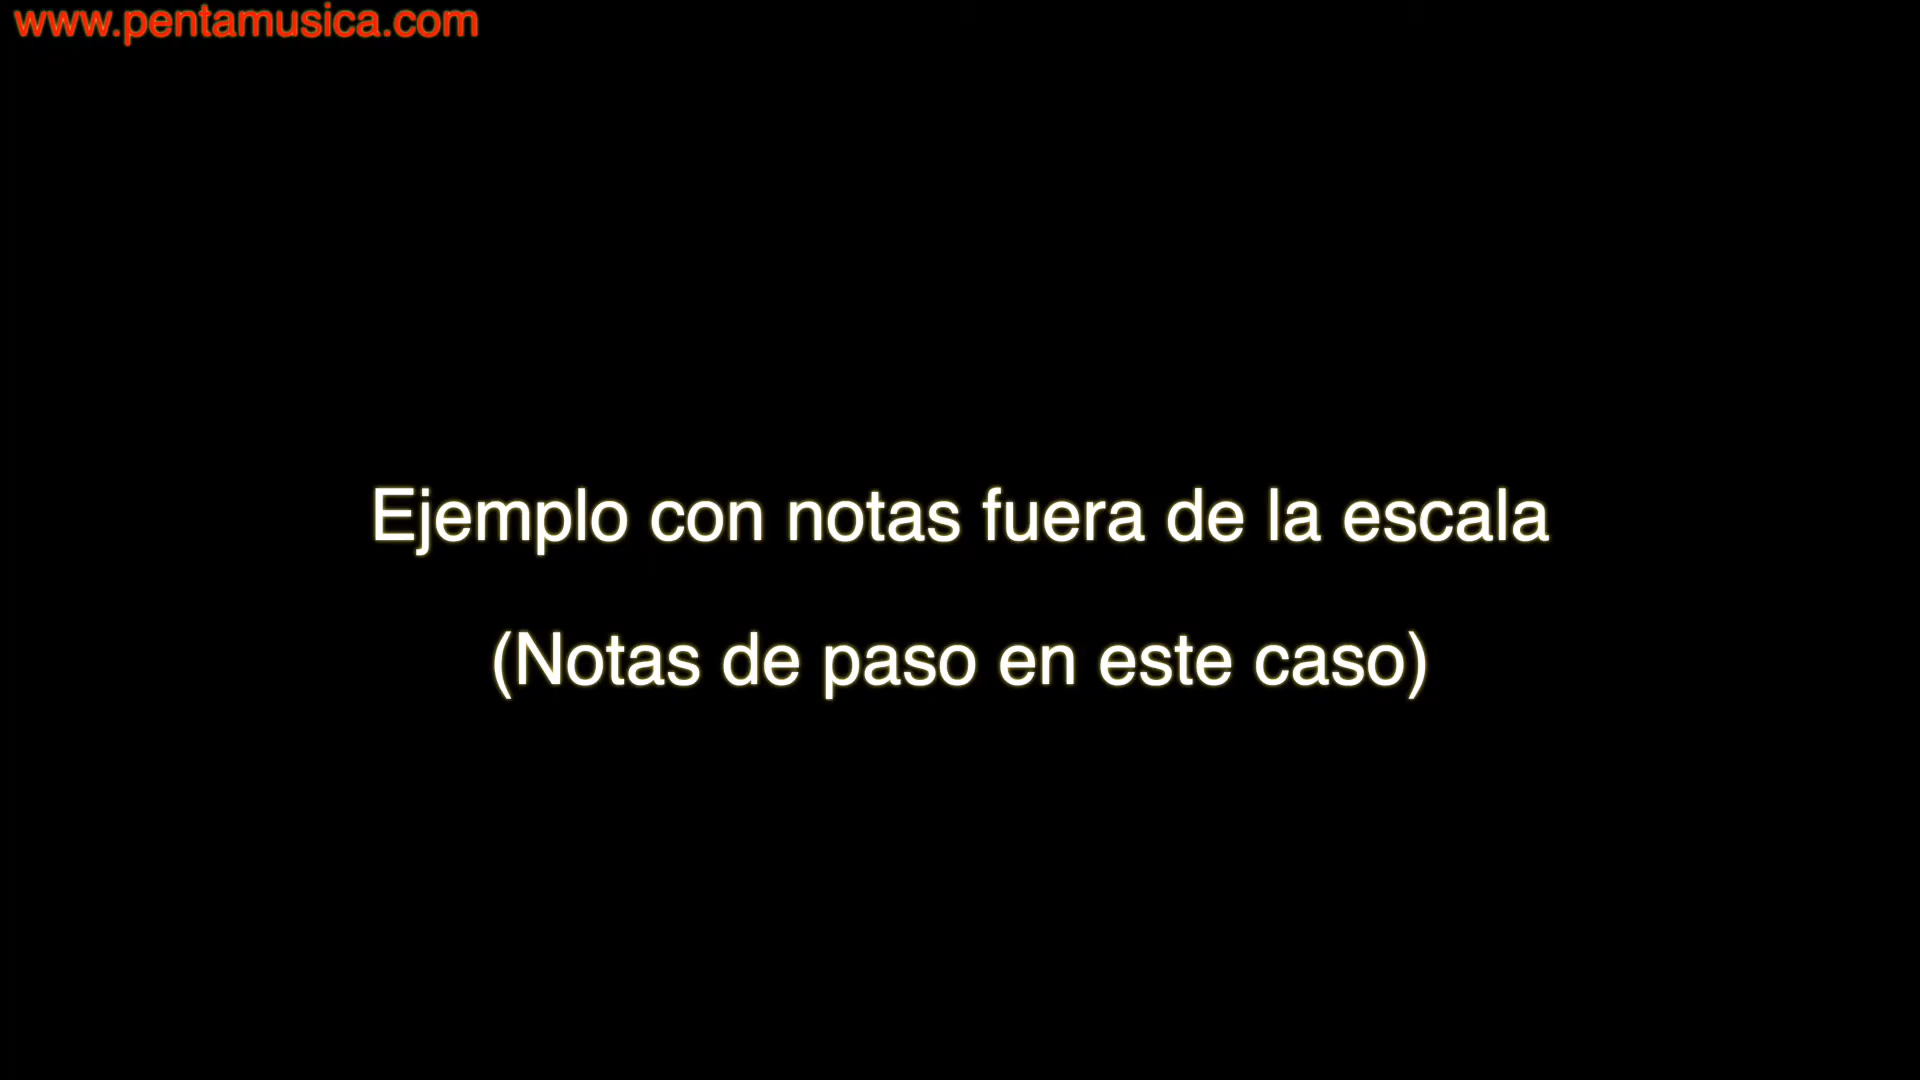 www.pentamusica.com
Ejemplo con notas fuera de la escala
(Notas de paso en este caso)